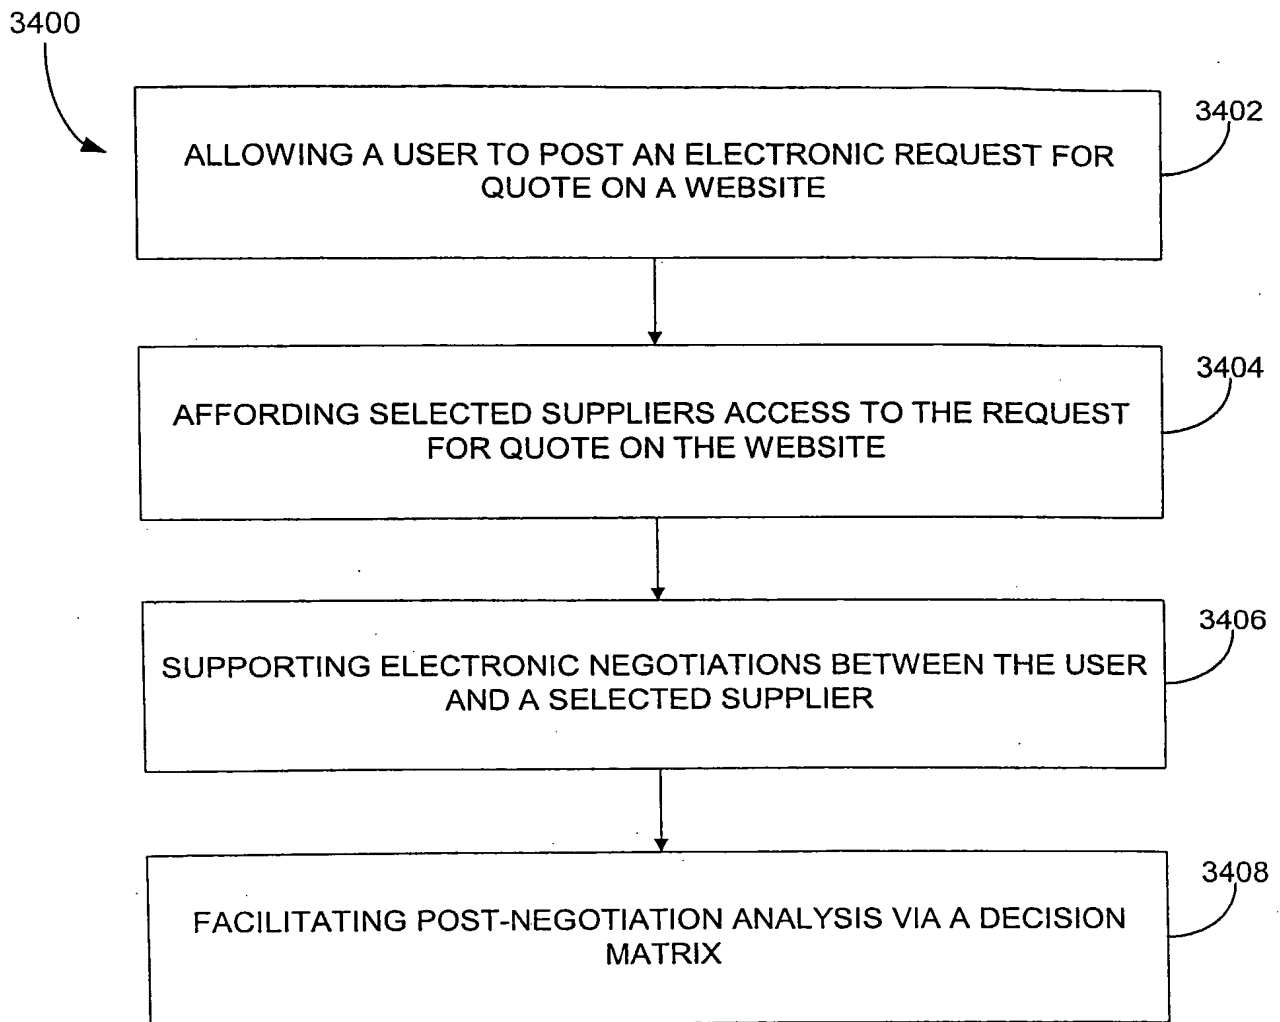 3400
3402
ALLOWING A USER TO POST AN ELECTRONIC REQUEST FOR
QUOTE ON A WEBSITE
3404
AFFORDING SELECTED SUPPLIERS ACCESS TO THE REQUEST
FOR QUOTE ON THE WEBSITE
3406
SUPPORTING ELECTRONIC NEGOTIATIONS BETWEEN THE USER
AND A SELECTED SUPPLIER
3408
FACILITATING POST-NEGOTIATION ANALYSIS VIA A DECISION
MATRIX